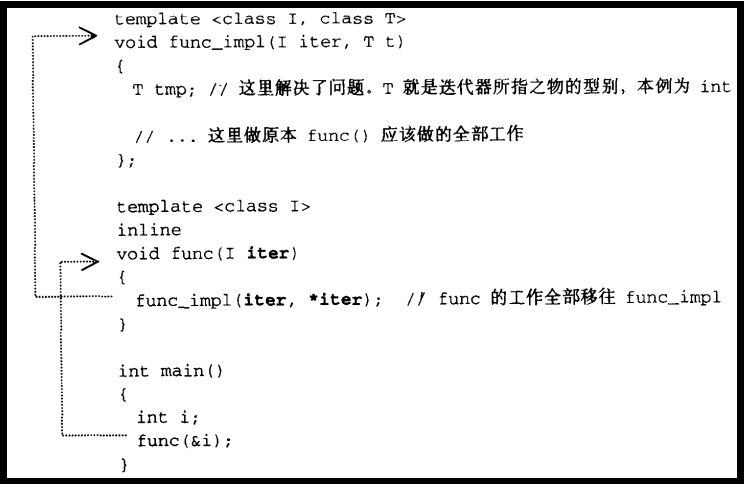 template <class I, class T>
void func_impl(I iter, T t)
{
T tmp; // 这里解决了问题。T 就是迭代器所指之物的型别，本例为 int
// ... 这里做原本 func() 应该做的全部工作
};
template <class I>
inline
void func(I iter)
{
func_impl(iter, *iter); // func 的工作全部移往 func_impl
}
int main()
{
int i;
func(&i);
}